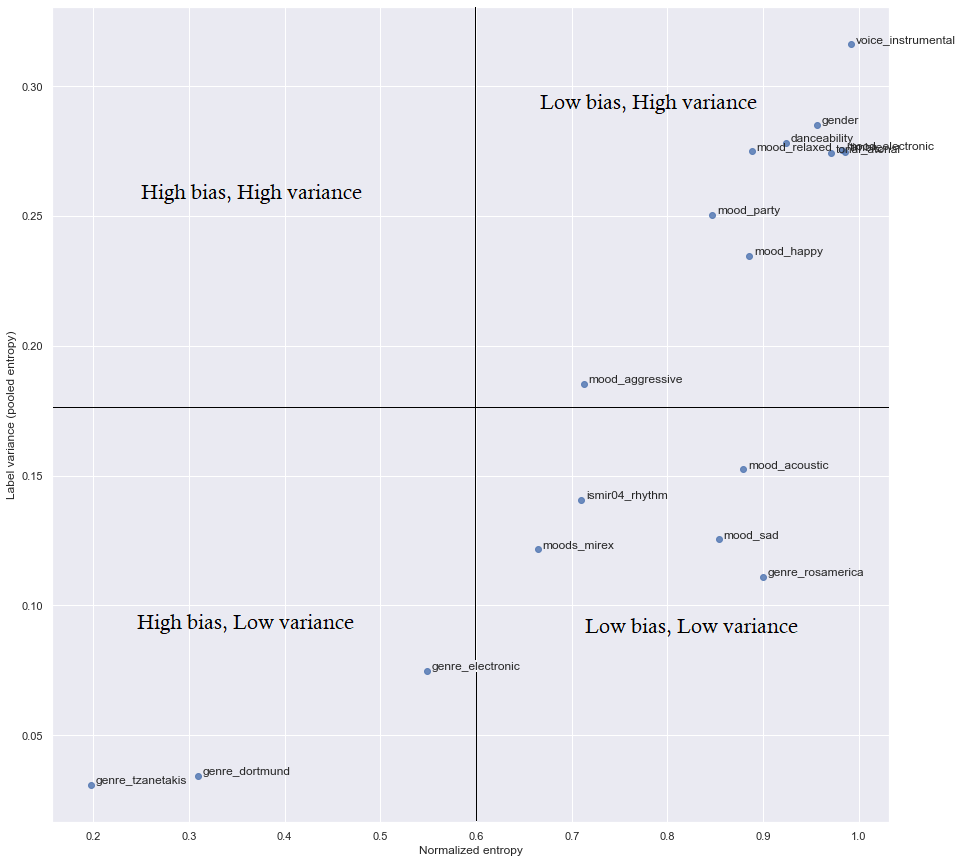 voice_instrumental
0.30
Low bias, High variance
gender
danceability
mood_relaxed
mood_electronic
tonal_atonal
High bias, High variance
0.25
mood_party
mood_happy
0.20
mood_aggressive
Label variance (pooled entropy)
0.15
mood_acoustic
ismir04_rhythm
mood_sad
moods_mirex
genre_rosamerica
0.10
High bias, Low variance
Low bias, Low variance
genre_electronic
0.05
genre_dortmund
genre_tzanetakis
0.2 0.3 0.4 0.5 0.6 0.7 0.8 0.9 1.0
Normalized entropy